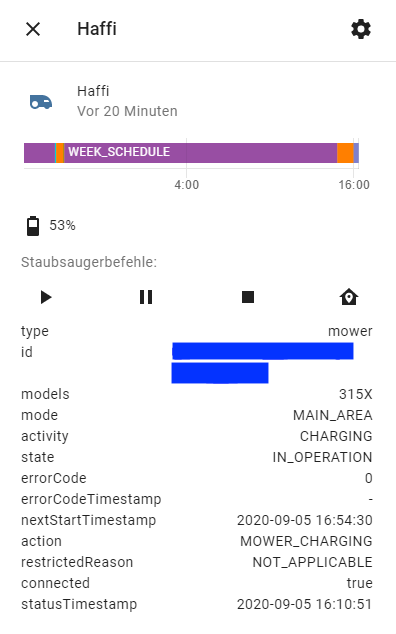 Haffi
Haffi
Vor 20 Minuten
WEEK_SCHEDULE
4:00 16:00
53%
Staubsaugerbefehle:
type mower
id
models 315X
mode MAIN_AREA
activity CHARGING
state IN_OPERATION
errorCode 0
errorCodeTimestamp -
nextStartTimestamp 2020-09-05 16:54:30
action MOWER_CHARGING
restrictedReason NOT_APPLICABLE
connected true
statusTimestamp 2020-09-05 16:10:51